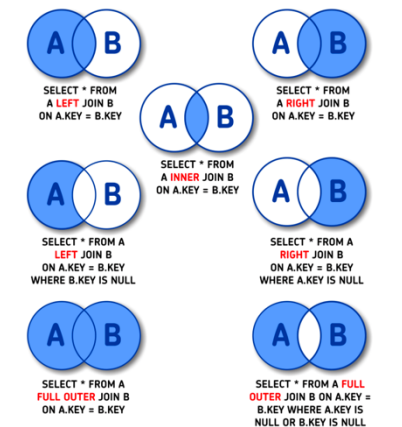 A B
SELECT * FROM
A LEFT JOIN B
ON A.KEY = B.KEY
A B
SELECT * FROM
A RIGHT JOIN B
ON A.KEY = B.KEY
A B
SELECT * FROM
A INNER JOIN B
ON A.KEY = B.KEY
A B
SELECT * FROM A
LEFT JOIN B
ON A.KEY = B.KEY
WHERE B.KEY IS NULL
A B
SELECT * FROM A
RIGHT JOIN B
ON A.KEY = B.KEY
WHERE A.KEY IS NULL
A B
SELECT * FROM A
FULL OUTER JOIN B
ON A.KEY = B.KEY
A B
SELECT * FROM A FULL
OUTER JOIN B ON A.KEY =
B.KEY WHERE A.KEY IS
NULL OR B.KEY IS NULL